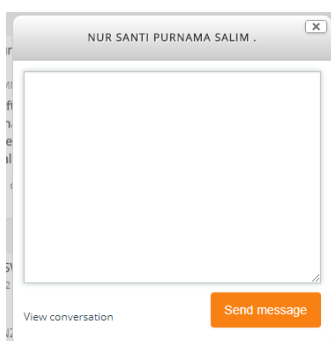 NUR SANTI PURNAMA SALIM .
View conversation
Send message